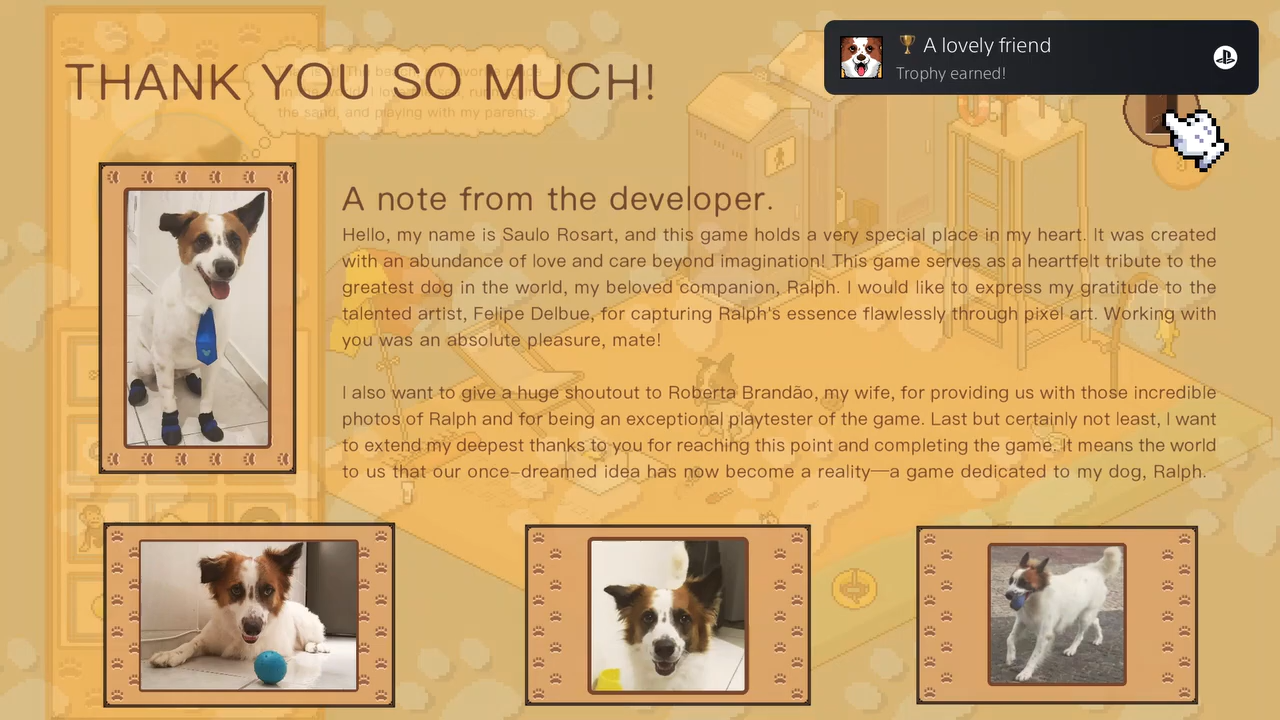 A lovely friend
Trophy earned!
THANK YOU SO MUCH!
the sand, and playing with my parents.
A note from the developer.
Hello, my name is Saulo Rosart, and this game holds a very special place in my heart. It was created
with an abundance of love and care beyond imagination! This game serves as a heartfelt tribute to the
greatest dog in the world, my beloved companion, Ralph. I would like to express my gratitude to the
talented artist, Felipe Delbue, for capturing Ralph's essence flawlessly through pixel art. Working with
you was an absolute pleasure, mate!
I also want to give a huge shoutout to Roberta Brandão, my wife, for providing us with those incredible
photos of Ralph and for being an exceptional playtester of the game. Last but certainly not least, I want
to extend my deepest thanks to you for reaching this point and completing the game. It means the world
to us that our once–dreamed idea has now become a reality—a game dedicated to my dog, Ralph.